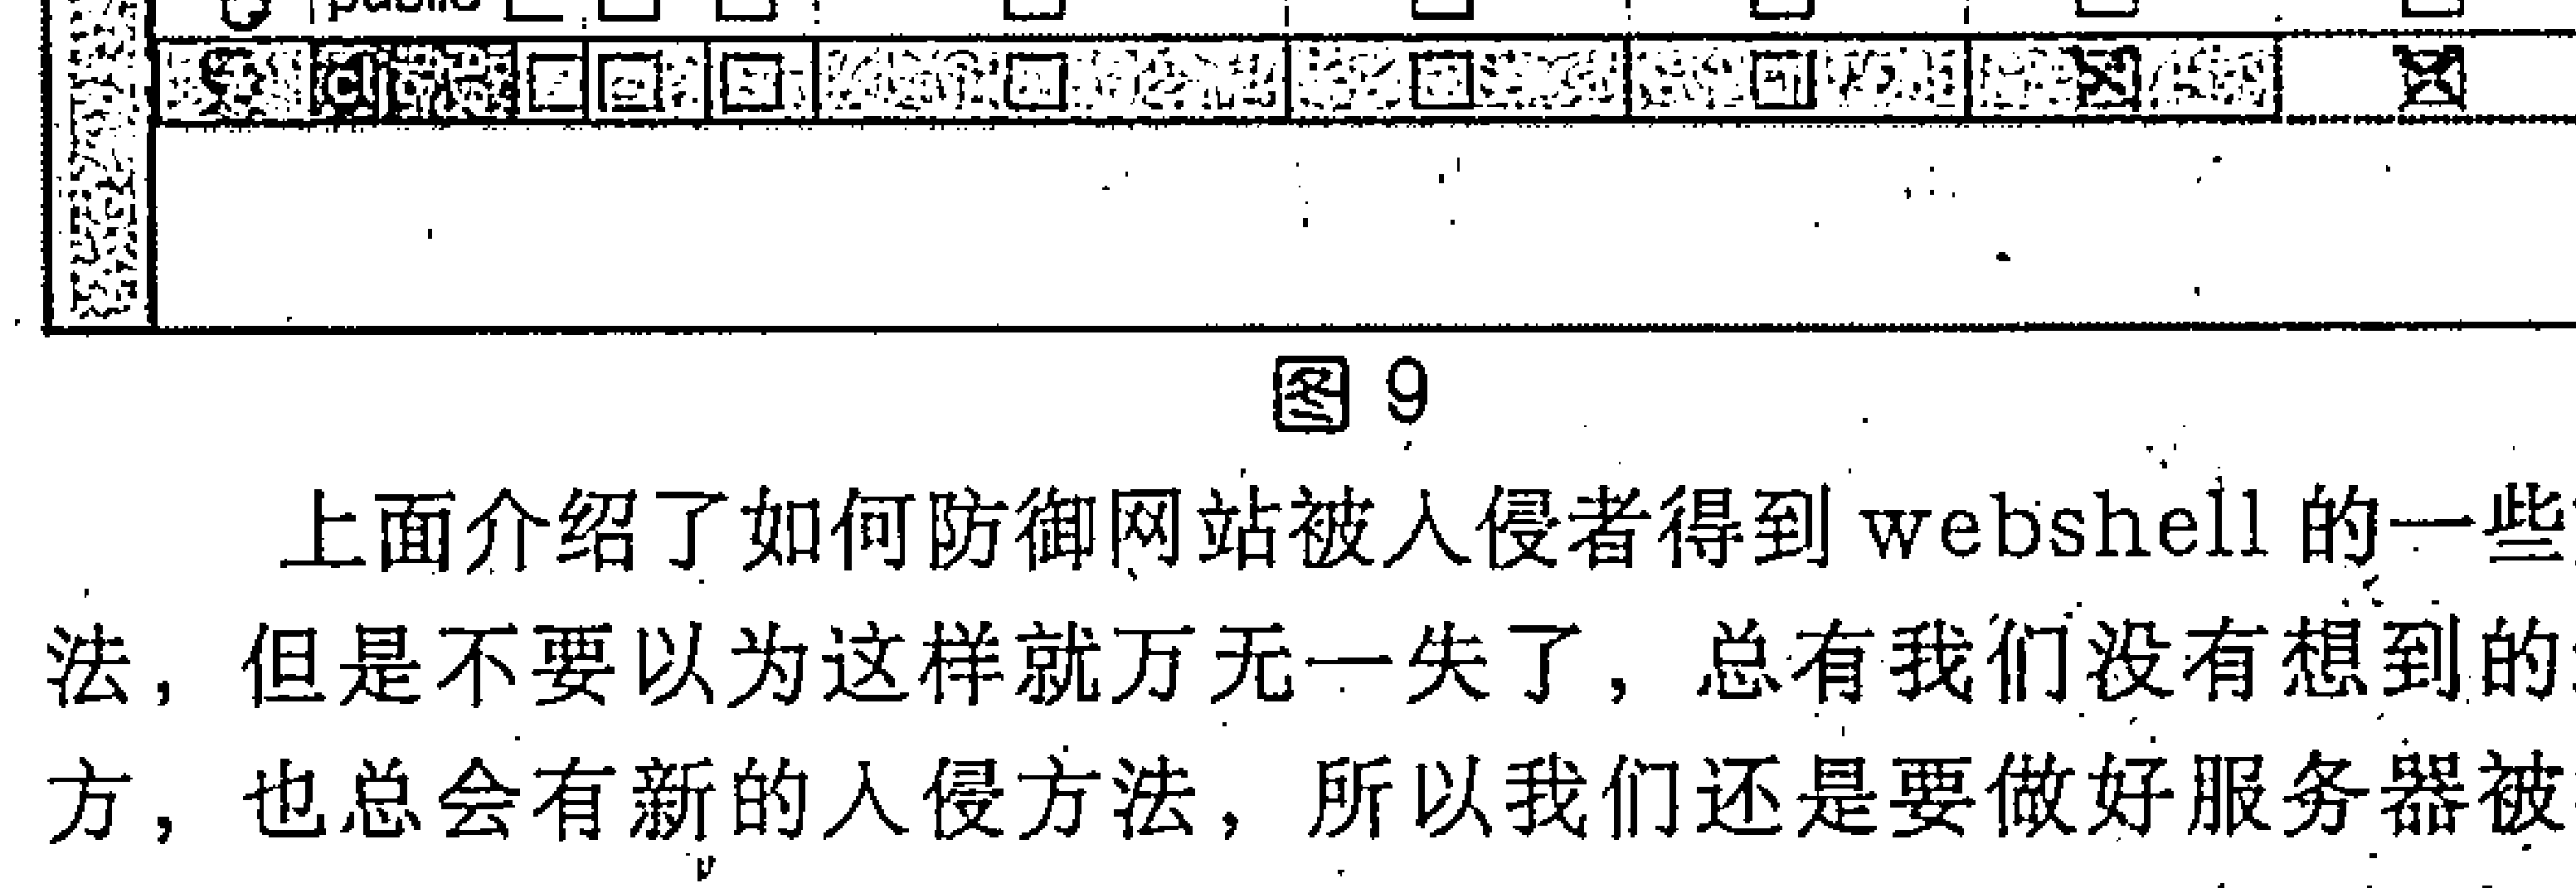 public
图 9
上面介绍了如何防御网站被入侵者得到 webshell 的一些
法，但是不要以为这样就万无一失了，总有我们没有想到的
方，也总会有新的入侵方法，所以我们还是要做好服务器被